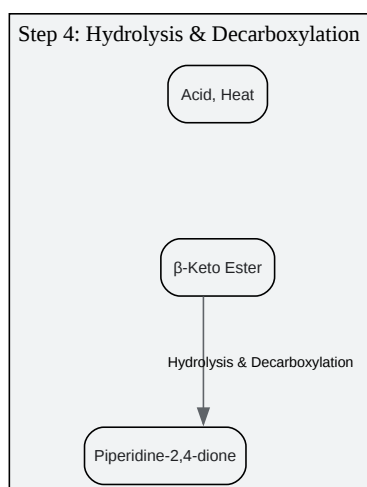 Step 4: Hydrolysis & Decarboxylation
Acid, Heat
β-Keto Ester
Hydrolysis & Decarboxylation
Piperidine-2,4-dione